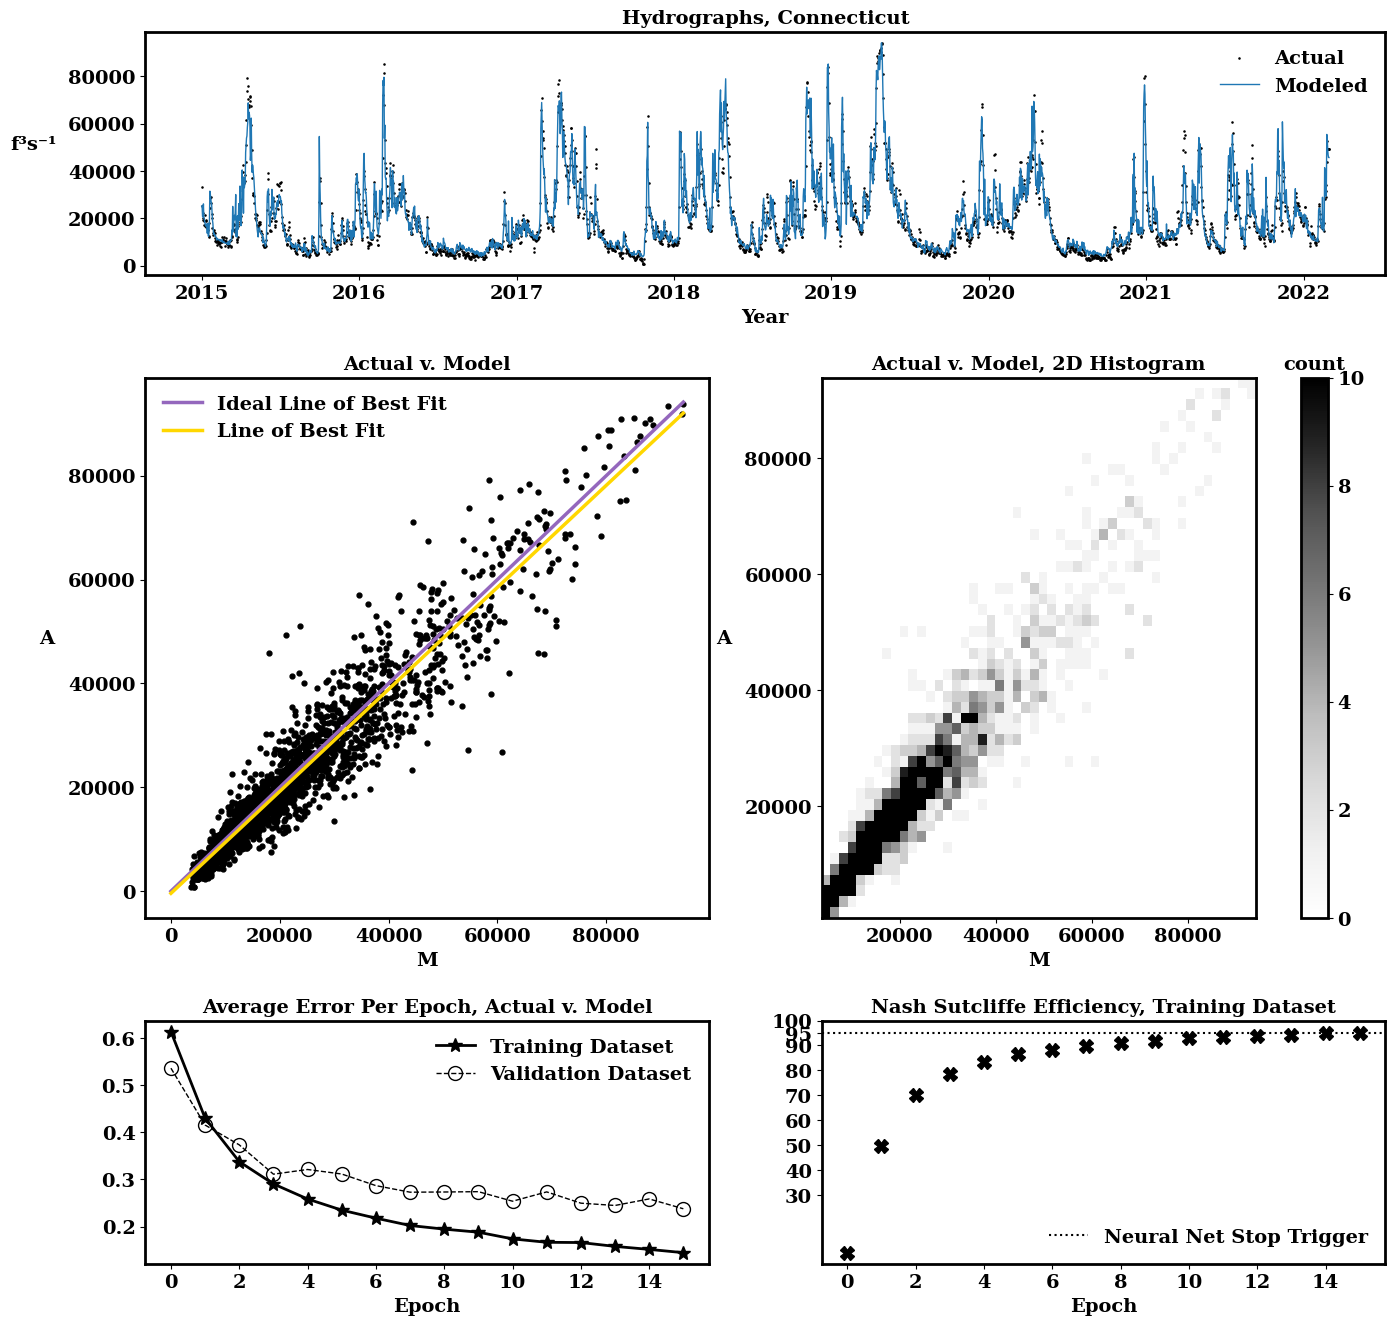 Hydrographs, Connecticut
80000
60000
40000
20000
0
f³s⁻¹
Actual
Modeled
2015 2016 2017 2018 2019 2020 2021 2022
Year
Actual v. Model
Ideal Line of Best Fit
Line of Best Fit
80000
60000
40000
20000
0
A
0 20000 40000 60000 80000
M
Actual v. Model, 2D Histogram
80000
60000
40000
20000
A
20000 40000 60000 80000
M
count
10
8
6
4
2
0
Average Error Per Epoch, Actual v. Model
0.6
0.5
0.4
0.3
0.2
Training Dataset
Validation Dataset
0 2 4 6 8 10 12 14
Epoch
Nash Sutcliffe Efficiency, Training Dataset
100
95
90
80
70
60
50
40
30
Neural Net Stop Trigger
0 2 4 6 8 10 12 14
Epoch